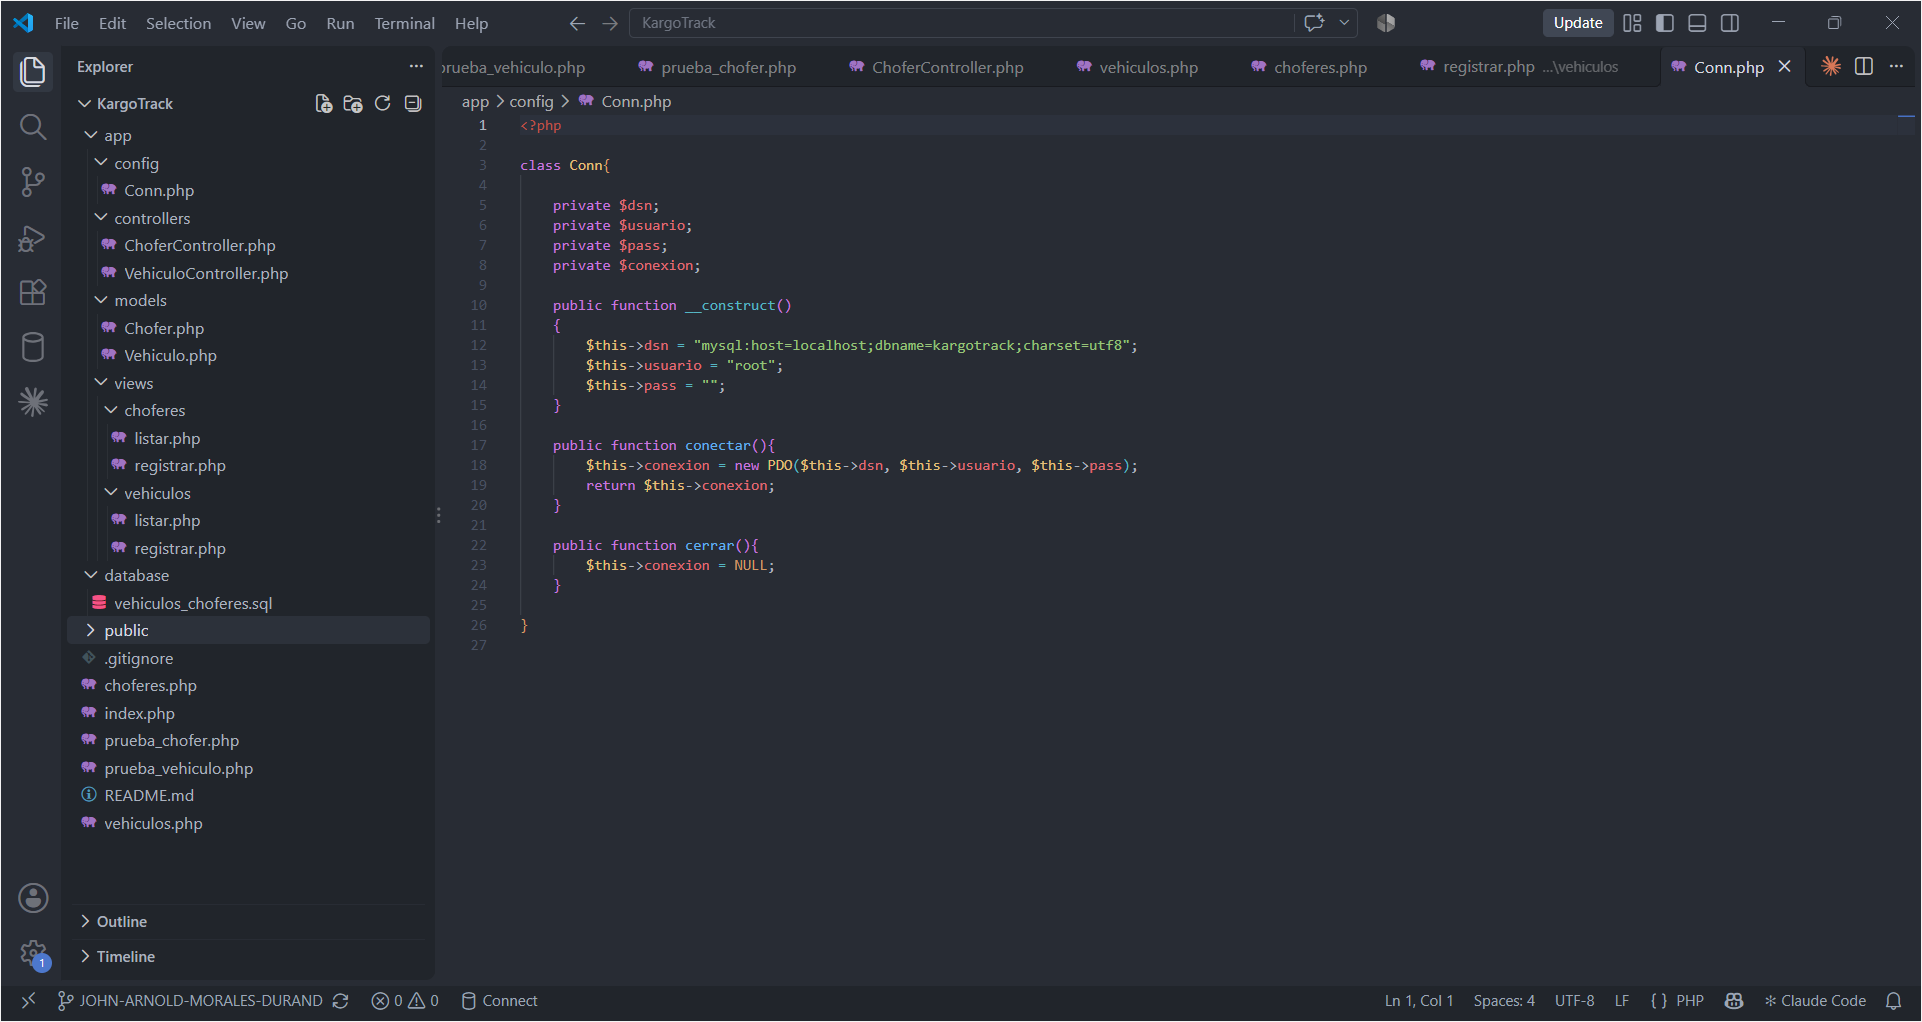 File Edit Selection View Go Run Terminal Help
KargoTrack
Update
Explorer
KargoTrack
app
config
Conn.php
controllers
ChoferController.php
VehiculoController.php
models
Chofer.php
Vehiculo.php
views
choferes
listar.php
registrar.php
vehiculos
listar.php
registrar.php
database
vehiculos_choferes.sql
public
.gitignore
choferes.php
index.php
prueba_chofer.php
prueba_vehiculo.php
README.md
vehiculos.php
Outline
Timeline
1
prueba_vehiculo.php prueba_chofer.php ChoferController.php vehiculos.php choferes.php registrar.php ...\vehiculos Conn.php
app > config > Conn.php
1 <?php
2
3 class Conn{
4
5 private $dsn;
6 private $usuario;
7 private $pass;
8 private $conexion;
9
10 public function __construct()
11 {
12 $this->dsn = "mysql:host=localhost;dbname=kargotrack;charset=utf8";
13 $this->usuario = "root";
14 $this->pass = "";
15 }
16
17 public function conectar(){
18 $this->conexion = new PDO($this->dsn, $this->usuario, $this->pass);
19 return $this->conexion;
20 }
21
22 public function cerrar(){
23 $this->conexion = NULL;
24 }
25
26 }
27
JOHN-ARNOLD-MORALES-DURAND 0 0 Connect
Ln 1, Col 1 Spaces: 4 UTF-8 LF { } PHP Claude Code